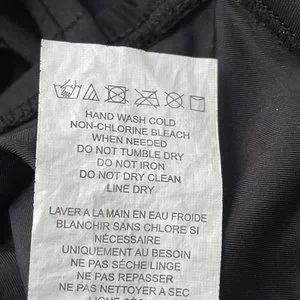 HAND WASH COLD
NON-CHLORINE BLEACH
WHEN NEEDED
DO NOT TUMBLE DRY
DO NOT IRON
DO NOT DRY CLEAN
LINE DRY
LAVER A LA MAIN EN EAU FROIDE
BLANCHIR SANS CHLORE SI
NÉCESSAIRE
UNIQUEMENT AU BESOIN
NE PAS SÈCHE LINGE
NE PAS REPASSER
NE PAS NETTOYER A SEC